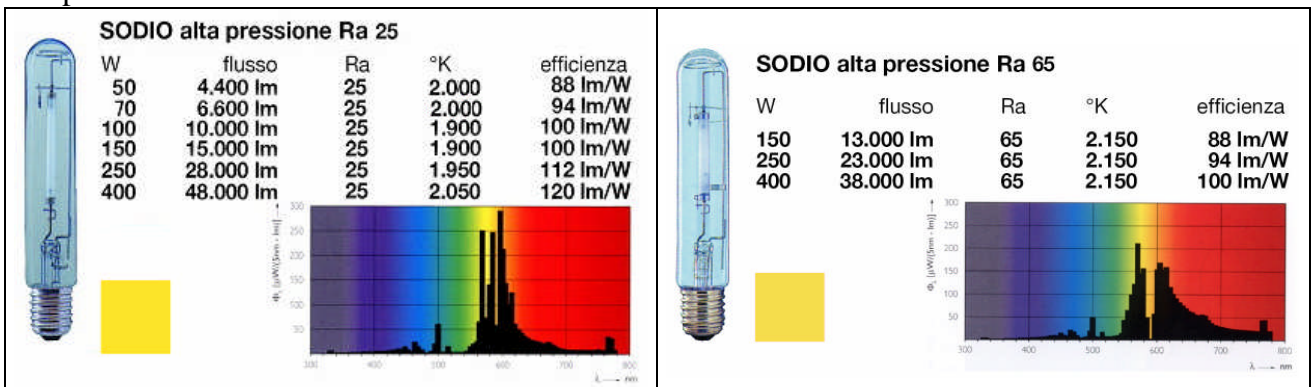 SODIO alta pressione Ra 25
W flusso Ra °K efficienza
50 4.400 lm 25 2.000 88 lm/W
70 6.600 lm 25 2.000 94 lm/W
100 10.000 lm 25 1.900 100 lm/W
150 15.000 lm 25 1.900 100 lm/W
250 28.000 lm 25 1.950 112 lm/W
400 48.000 lm 25 2.050 120 lm/W
300
250
200
150
100
50
300 400 500 600 700 800
λ → nm
SODIO alta pressione Ra 65
W flusso Ra °K efficienza
150 13.000 lm 65 2.150 88 lm/W
250 23.000 lm 65 2.150 94 lm/W
400 38.000 lm 65 2.150 100 lm/W
Φλ [µW/(5nm · lm)] →
300
250
200
150
100
50
300 400 500 600 700 800
λ → nm